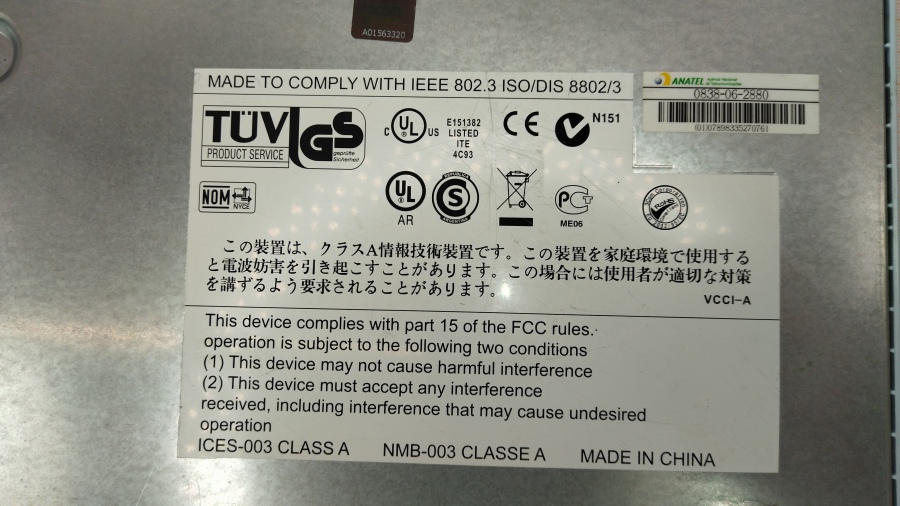 A01563320
MADE TO COMPLY WITH IEEE 802.3 ISO/DIS 8802/3
ANATEL
0838-06-2880
(01)07898335270761
TÜV
PRODUCT SERVICE
GS
geprüfte
Sicherheit
C UL US
E151382
LISTED
ITE
4C93
CE
N151
NOM
NYCE
UL
AR
S
ARGENTINA
PCT
ME06
RoHS
この装置は、クラスA情報技術装置です。この装置を家庭環境で使用する
と電波妨害を引き起こすことがあります。この場合には使用者が適切な対策
を講ずるよう要求されることがあります。
VCCI-A
This device complies with part 15 of the FCC rules.
operation is subject to the following two conditions
(1) This device may not cause harmful interference
(2) This device must accept any interference
received, including interference that may cause undesired
operation
ICES-003 CLASS A NMB-003 CLASSE A MADE IN CHINA